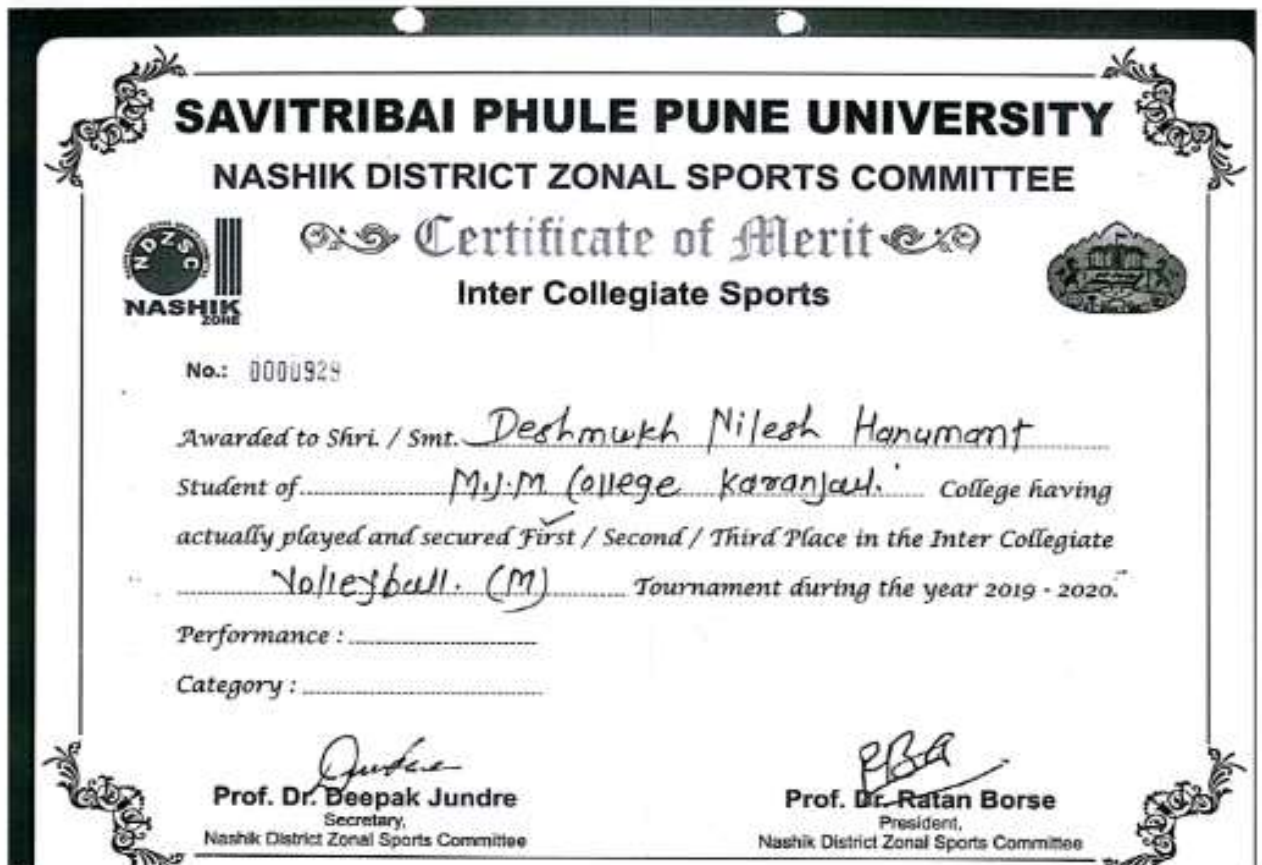 SAVITRIBAI PHULE PUNE UNIVERSITY
NASHIK DISTRICT ZONAL SPORTS COMMITTEE
Certificate of Merit
NDZSC
NASHIK
ZONE
Inter Collegiate Sports
No.: 0000929
Awarded to Shri. / Smt. Deshmukh Nilesh Hanumant
Student of M.J.M. College Karanjali. College having
actually played and secured First / Second / Third Place in the Inter Collegiate
Volleyball. (M) Tournament during the year 2019 - 2020.
Performance :
Category :
Prof. Dr. Deepak Jundre
Secretary,
Nashik District Zonal Sports Committee
Prof. Dr. Ratan Borse
President,
Nashik District Zonal Sports Committee